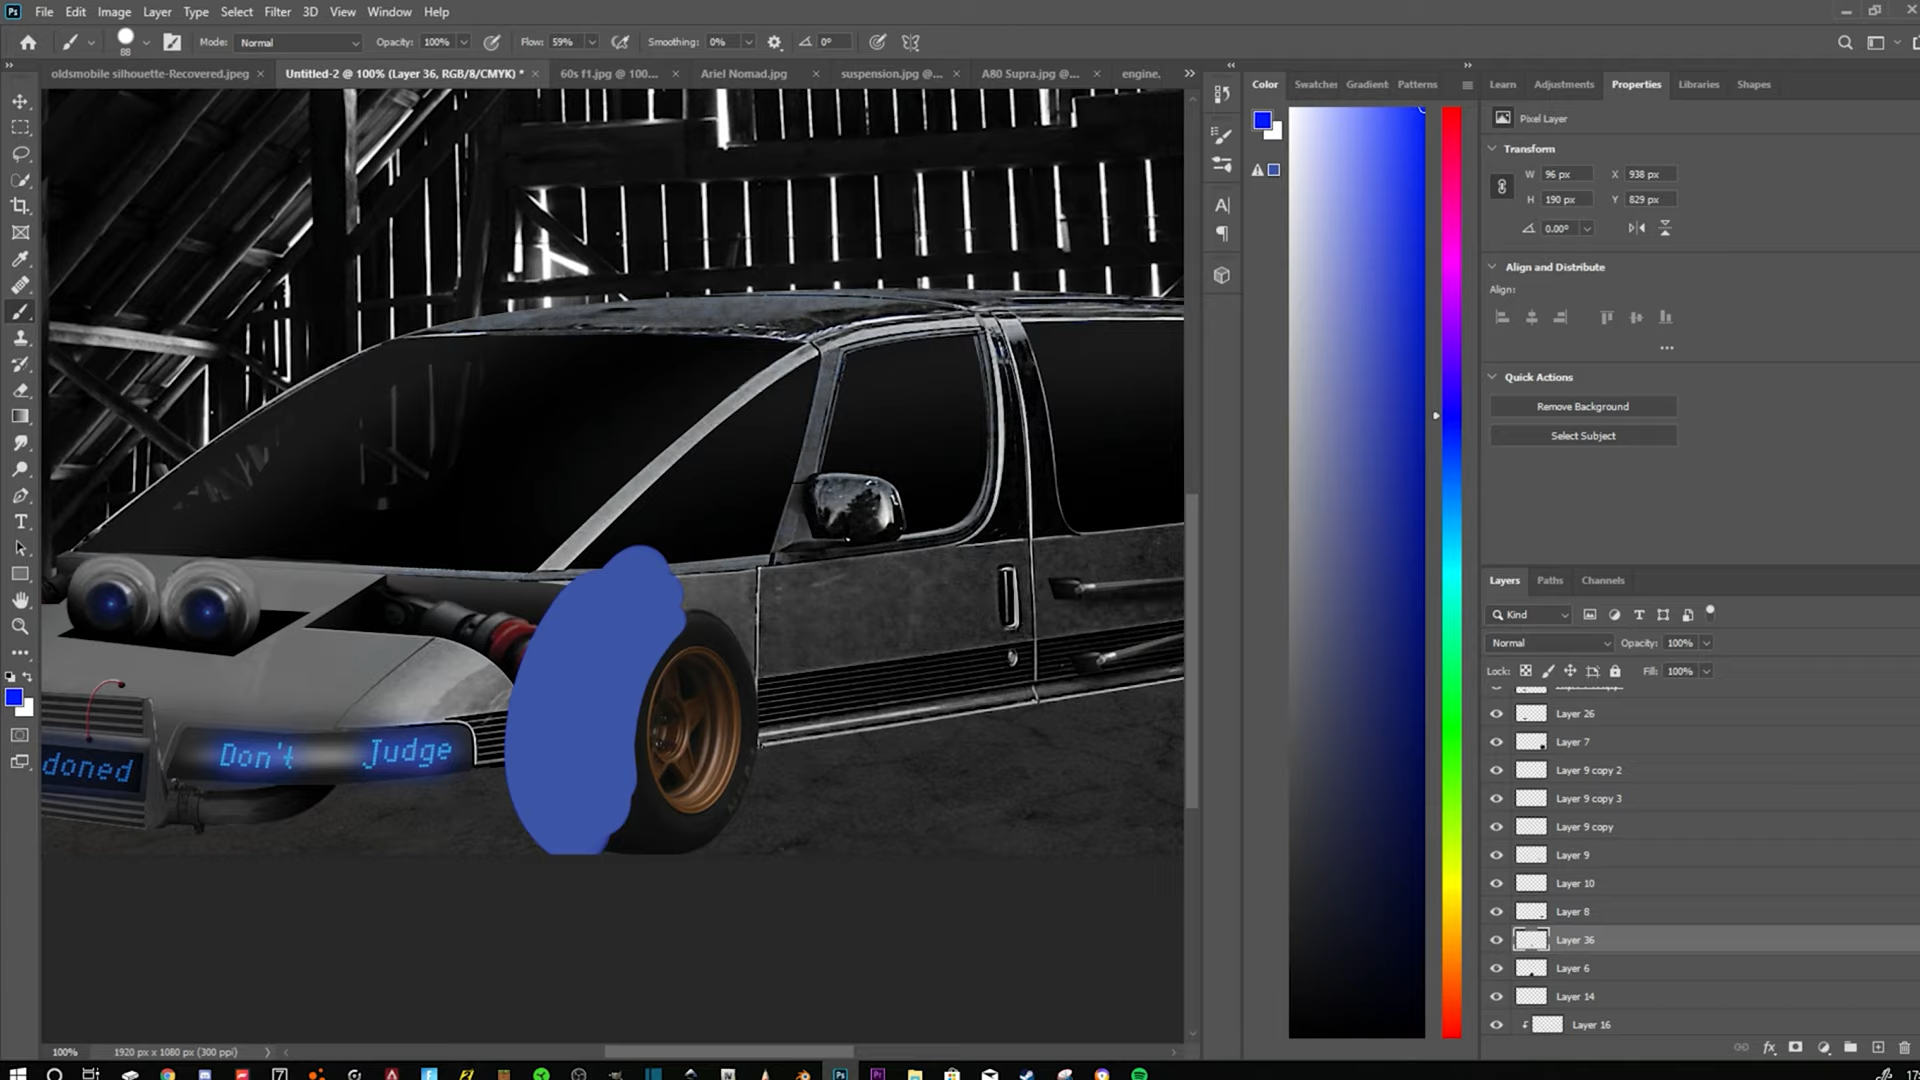 Ps File Edit Image Layer Type Select Filter 3D View Window Help
88 Mode: Normal Opacity: 100% Flow: 59% Smoothing: 0% 0°
oldsmobile silhouette-Recovered.jpeg × Untitled-2 @ 100% (Layer 36, RGB/8/CMYK) * × 60s f1.jpg @ 100... × Ariel Nomad.jpg × suspension.jpg @... × A80 Supra.jpg @... × engine.
Color Swatches Gradient Patterns
Learn Adjustments Properties Libraries Shapes
Pixel Layer
Transform
W 96 px X 938 px
H 190 px Y 829 px
0.00°
Align and Distribute
Align:
Quick Actions
Remove Background
Select Subject
Don't Judge
doned
Layers Paths Channels
Kind
Normal Opacity: 100%
Lock: Fill: 100%
Layer 26
Layer 7
Layer 9 copy 2
Layer 9 copy 3
Layer 9 copy
Layer 9
Layer 10
Layer 8
Layer 36
Layer 6
Layer 14
Layer 16
100% 1920 px x 1080 px (300 ppi)
fx
Ps Pr
17: